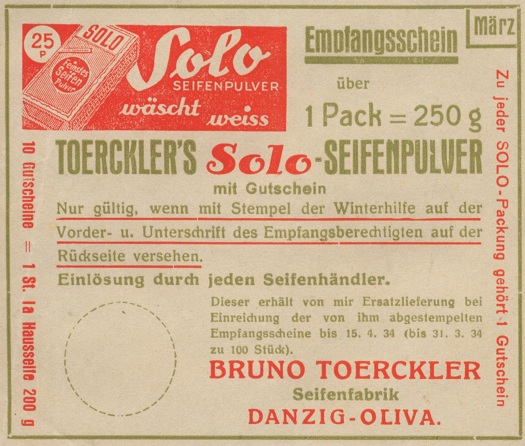 25
P
SOLO
Feinstes
Seifen
Pulver
Solo
SEIFENPULVER
wäscht weiss
Empfangsschein
März
über
1 Pack = 250 g
TOERCKLER'S Solo-SEIFENPULVER
mit Gutschein
Nur gültig, wenn mit Stempel der Winterhilfe auf der
Vorder- u. Unterschrift des Empfangsberechtigten auf der
Rückseite versehen.
Einlösung durch jeden Seifenhändler.
Dieser erhält von mir Ersatzlieferung bei
Einreichung der von ihm abgestempelten
Empfangsscheine bis 15. 4. 34 (bis 31. 3. 34
zu 100 Stück).
BRUNO TOERCKLER
Seifenfabrik
DANZIG-OLIVA.
10 Gutscheine = 1 St. Ia Hausseife 200 g
Zu jeder SOLO-Packung gehört 1 Gutschein